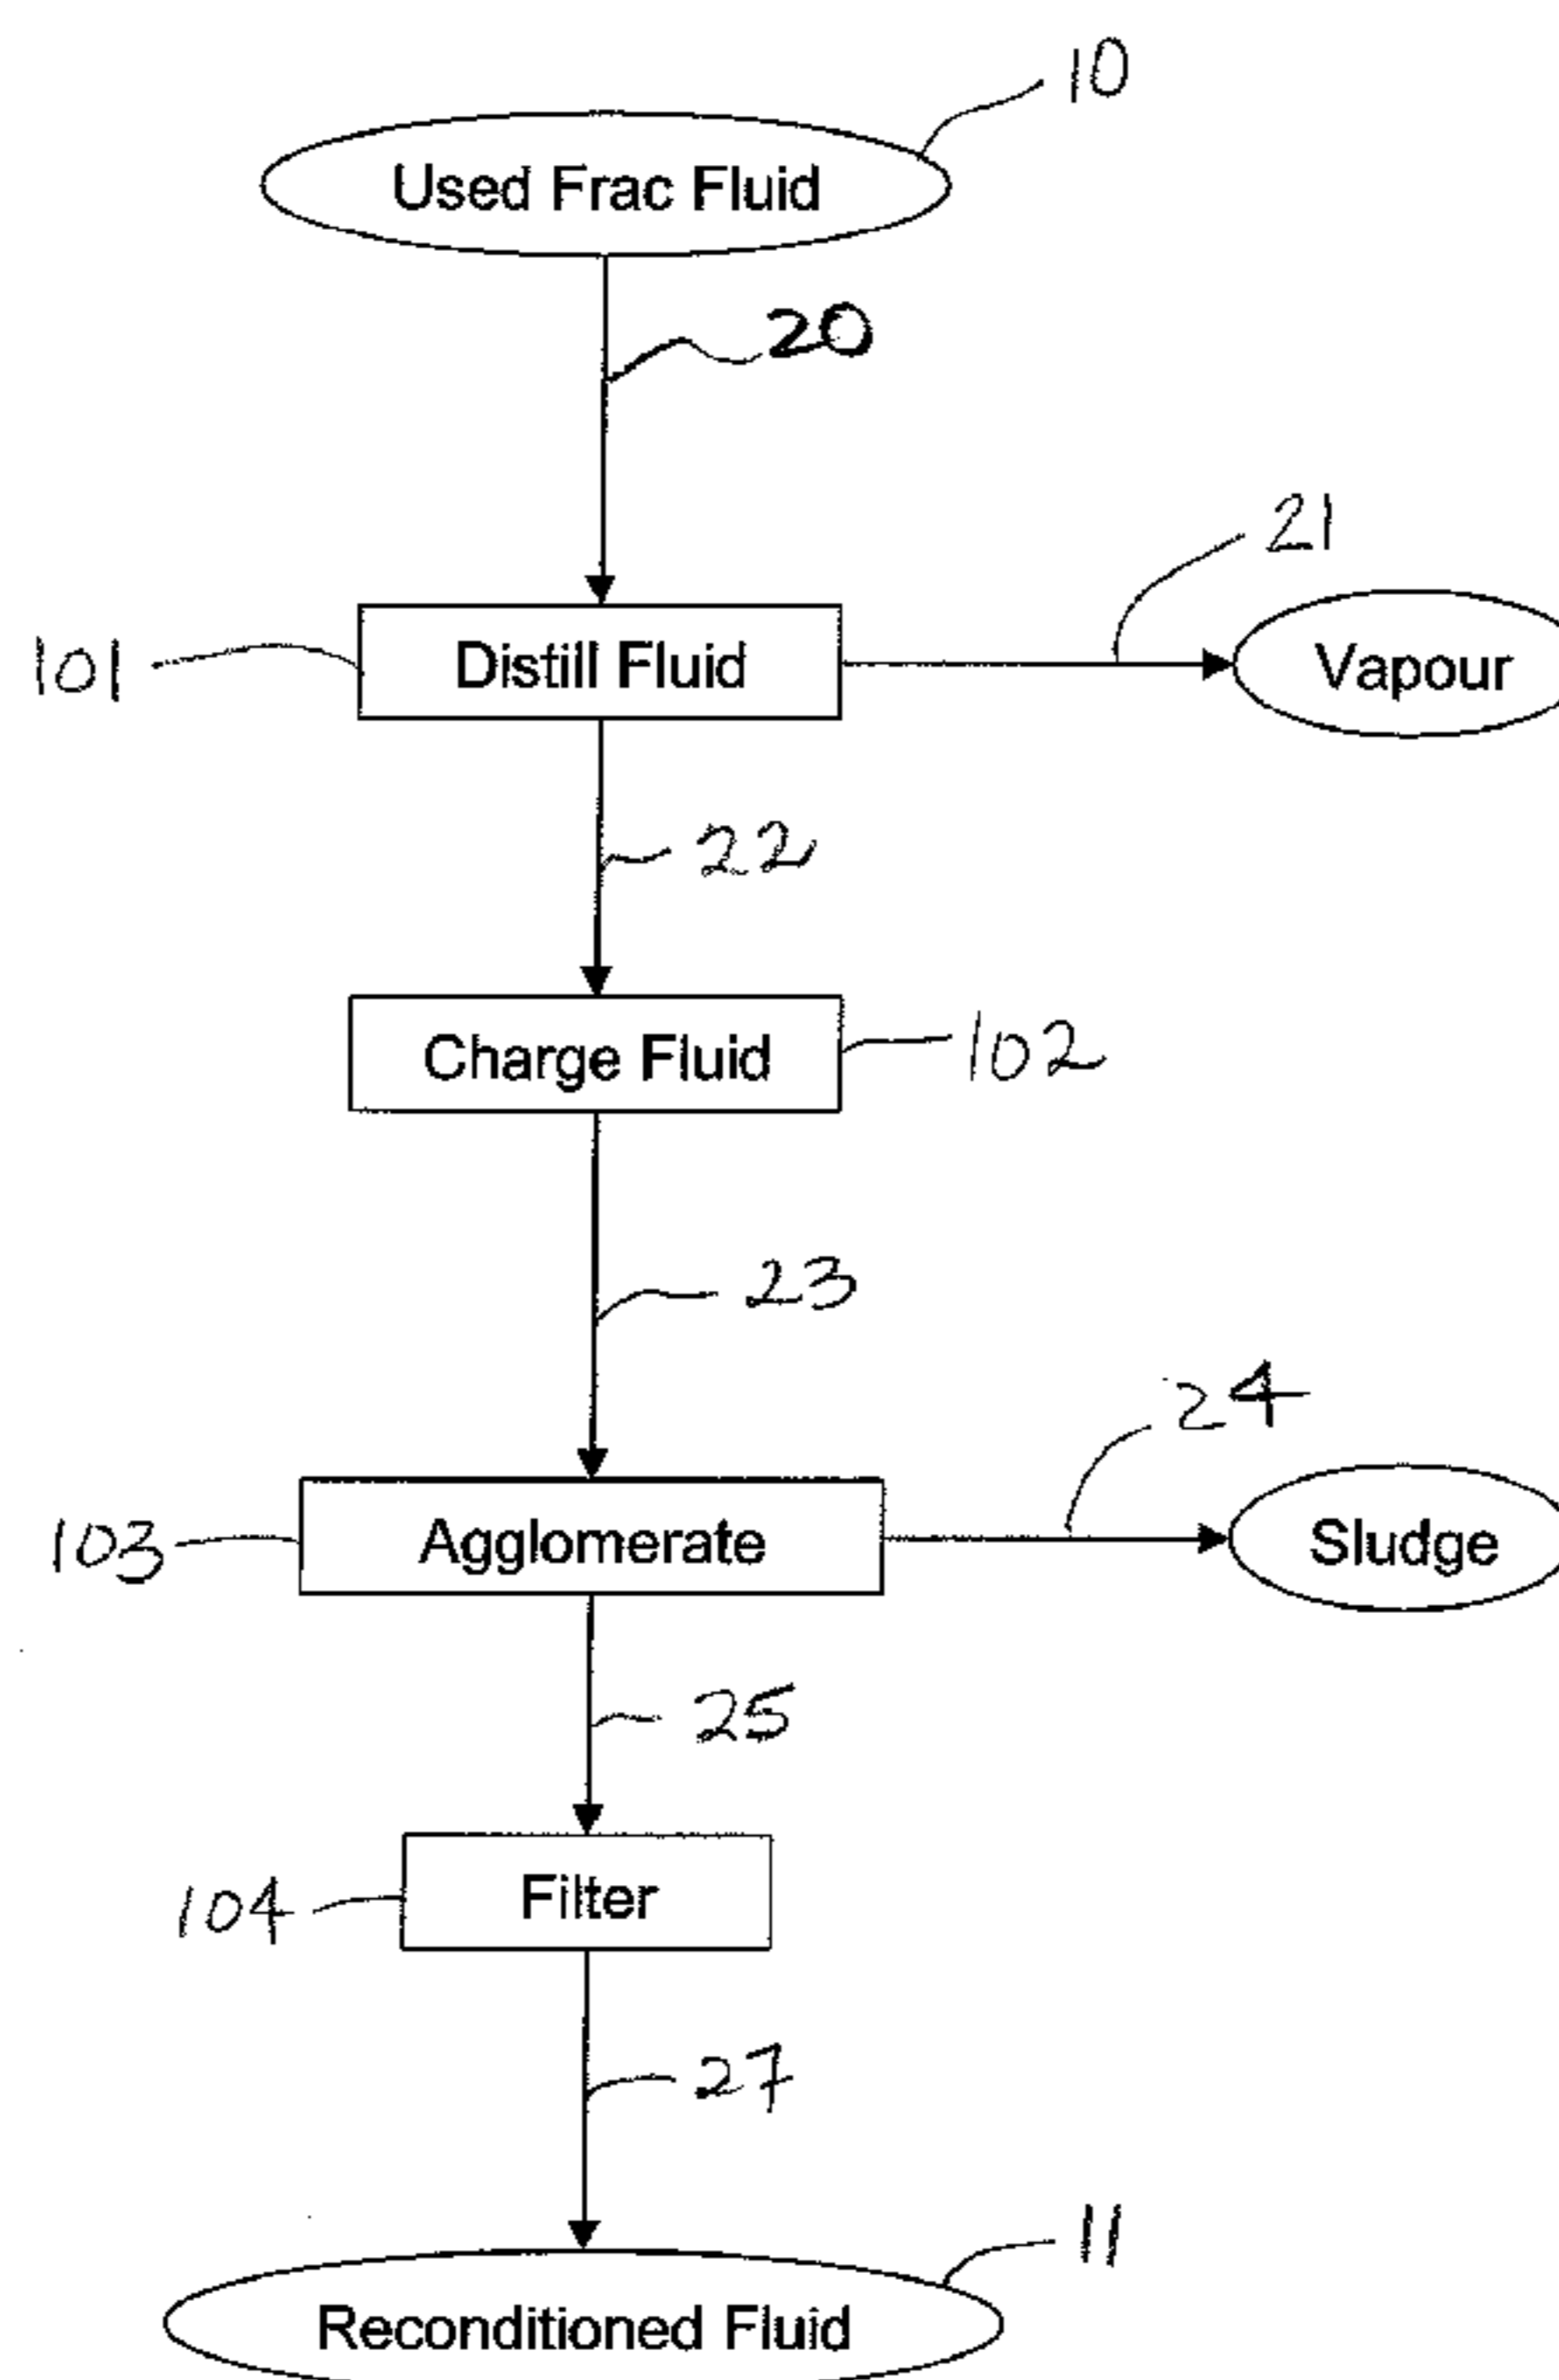 10
Used Frac Fluid
20
21
101
Distill Fluid
Vapour
22
Charge Fluid
102
23
24
103
Agglomerate
Sludge
25
104
Filter
27
11
Reconditioned Fluid